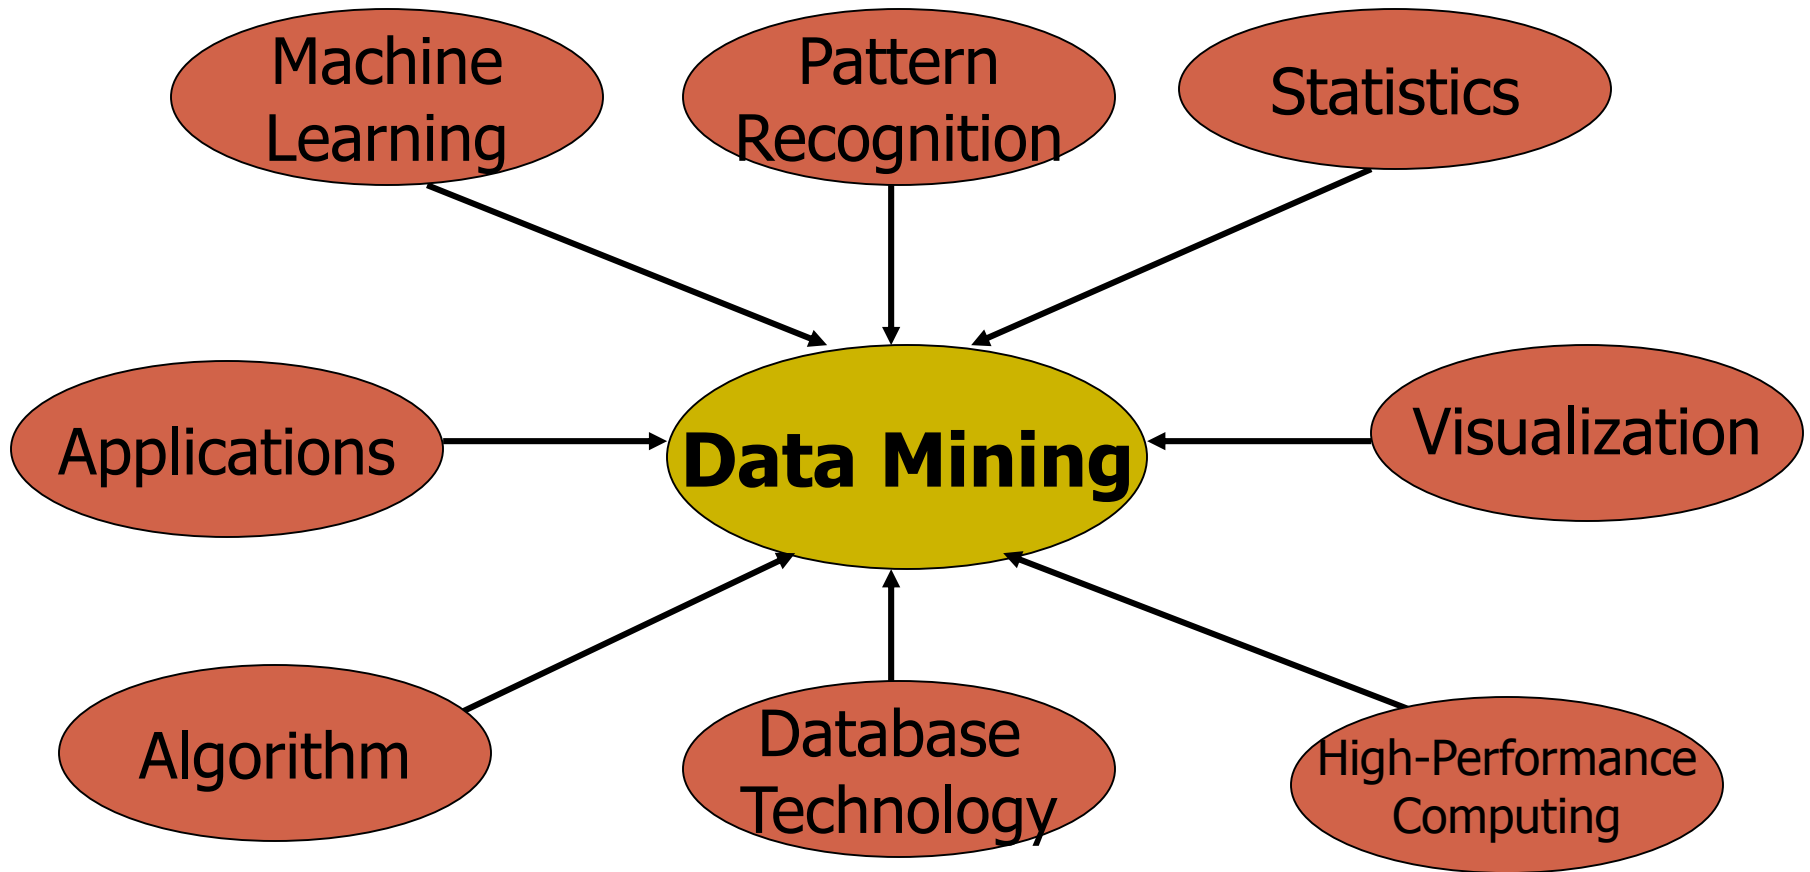 Machine
Learning
Pattern
Recognition
Statistics
Applications
Data Mining
Visualization
Algorithm
Database
Technology
High-Performance
Computing